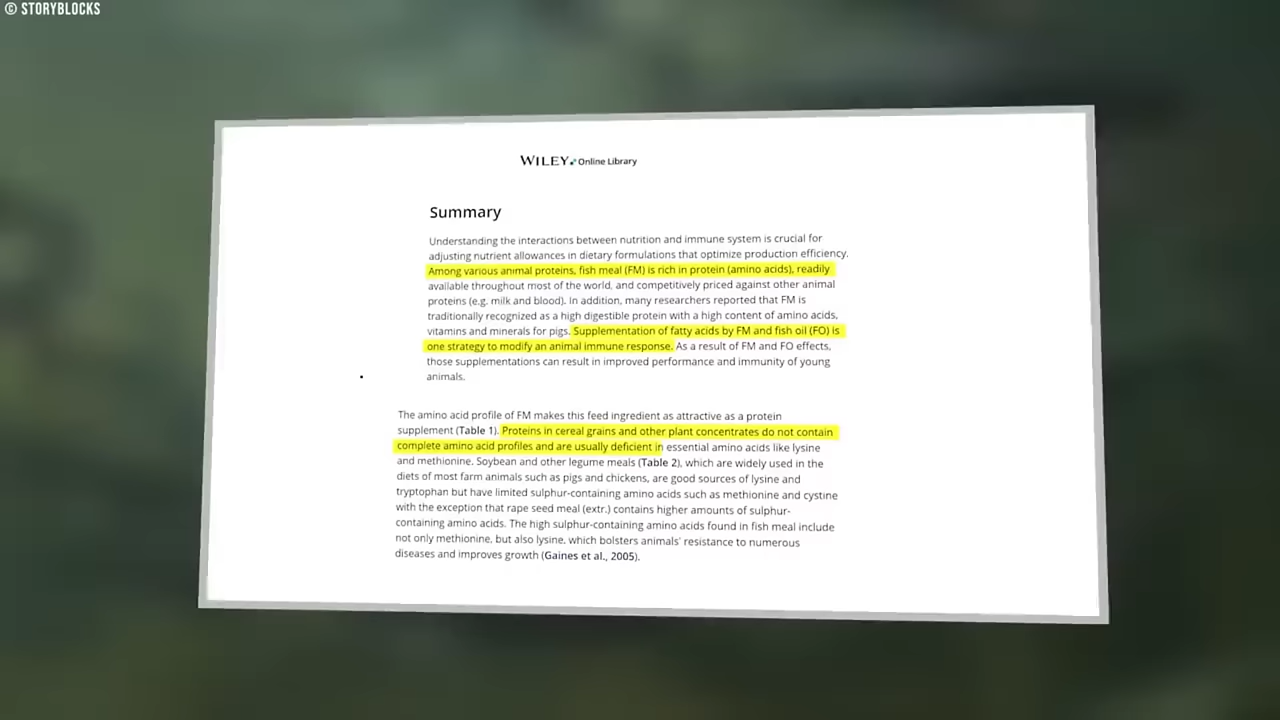 © STORYBLOCKS
WILEY Online Library
Summary
Understanding the interactions between nutrition and immune system is crucial for
adjusting nutrient allowances in dietary formulations that optimize production efficiency.
Among various animal proteins, fish meal (FM) is rich in protein (amino acids), readily
available throughout most of the world, and competitively priced against other animal
proteins (e.g. milk and blood). In addition, many researchers reported that FM is
traditionally recognized as a high digestible protein with a high content of amino acids,
vitamins and minerals for pigs. Supplementation of fatty acids by FM and fish oil (FO) is
one strategy to modify an animal immune response. As a result of FM and FO effects,
those supplementations can result in improved performance and immunity of young
animals.
The amino acid profile of FM makes this feed ingredient as attractive as a protein
supplement (Table 1). Proteins in cereal grains and other plant concentrates do not contain
complete amino acid profiles and are usually deficient in essential amino acids like lysine
and methionine. Soybean and other legume meals (Table 2), which are widely used in the
diets of most farm animals such as pigs and chickens, are good sources of lysine and
tryptophan but have limited sulphur-containing amino acids such as methionine and cystine
with the exception that rape seed meal (extr.) contains higher amounts of sulphur-
containing amino acids. The high sulphur-containing amino acids found in fish meal include
not only methionine, but also lysine, which bolsters animals' resistance to numerous
diseases and improves growth (Gaines et al., 2005).